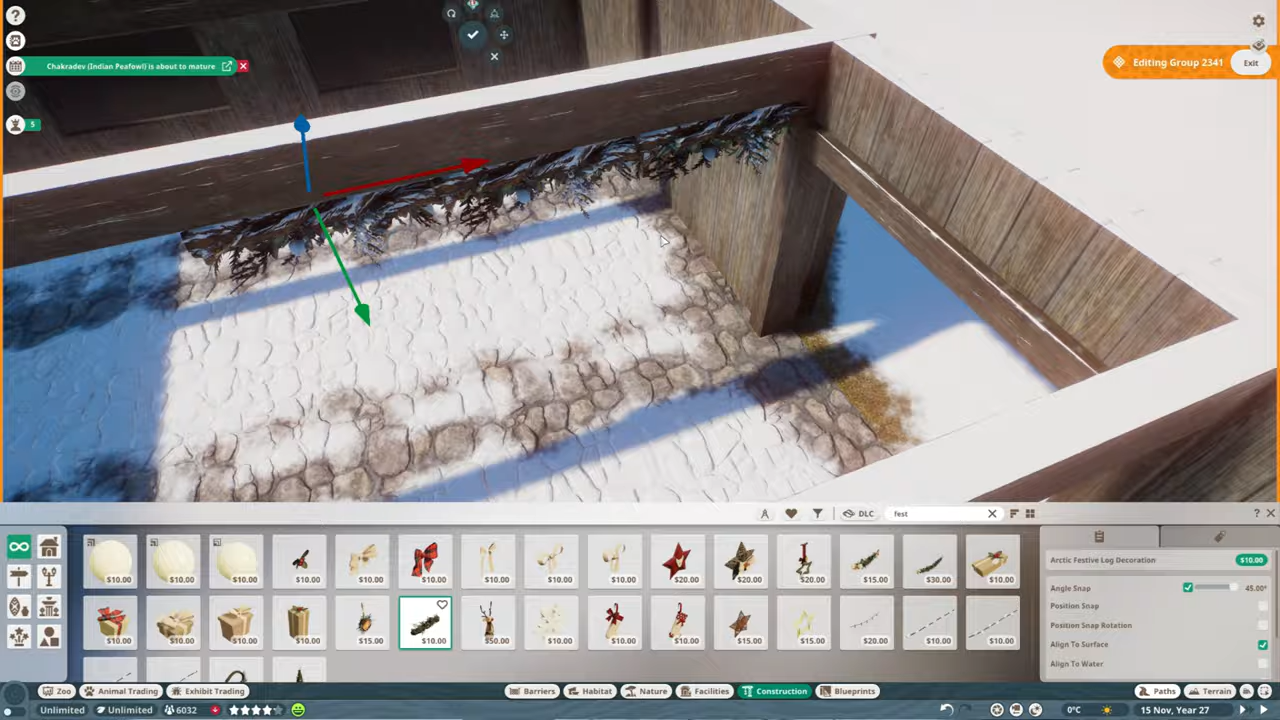 ?
Chakradev (Indian Peafowl) is about to mature
5
Editing Group 2341
Exit
DLC
fest
?
$10.00 $10.00 $10.00 $10.00 $10.00 $10.00 $10.00 $10.00 $10.00 $20.00 $20.00 $20.00 $15.00 $30.00 $10.00
$10.00 $10.00 $10.00 $10.00 $15.00 $10.00 $50.00 $10.00 $10.00 $10.00 $15.00 $15.00 $20.00 $10.00 $10.00
Arctic Festive Log Decoration $10.00
Angle Snap 45.00°
Position Snap
Position Snap Rotation
Align To Surface
Align To Water
Zoo Animal Trading Exhibit Trading Barriers Habitat Nature Facilities Construction Blueprints Paths Terrain
Unlimited Unlimited 6032 0°C 15 Nov, Year 27